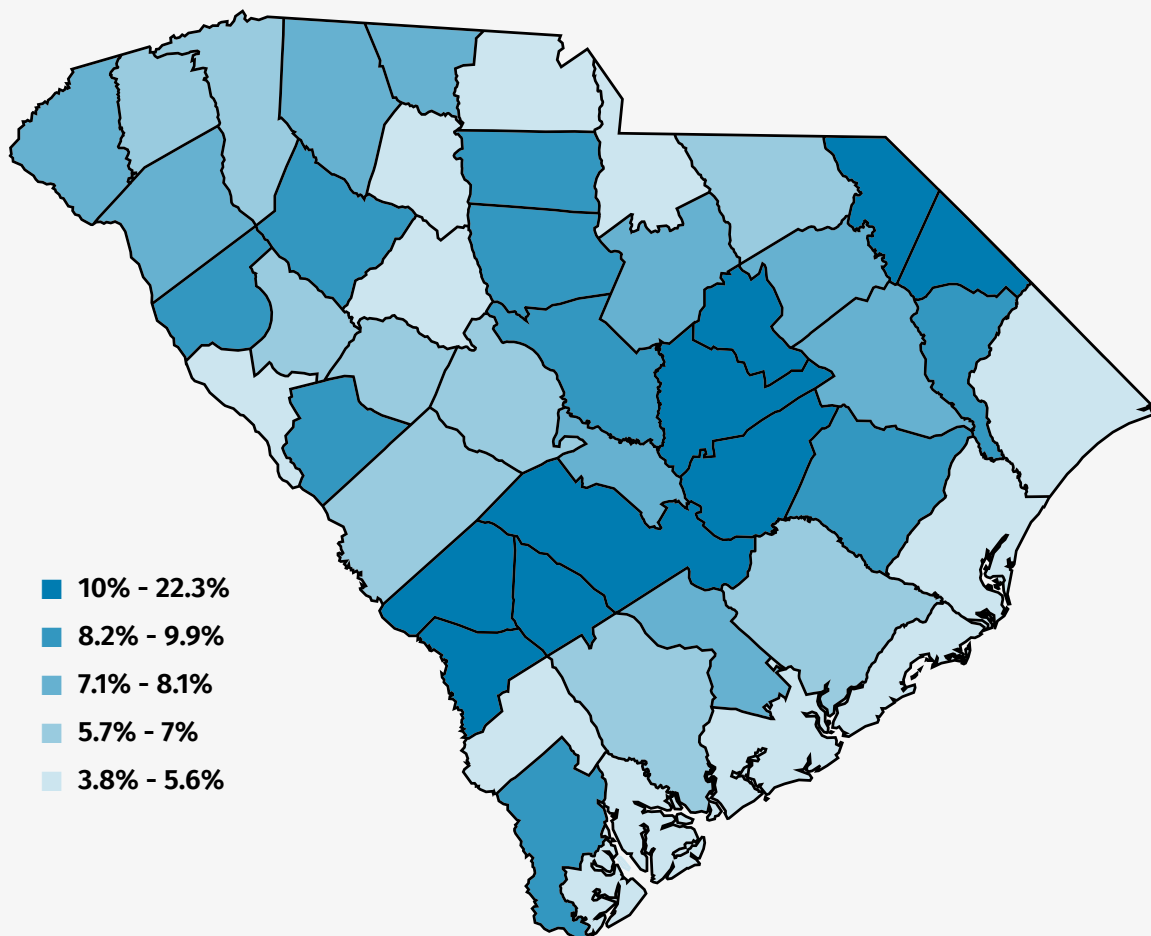 10% - 22.3%
8.2% - 9.9%
7.1% - 8.1%
5.7% - 7%
3.8% - 5.6%